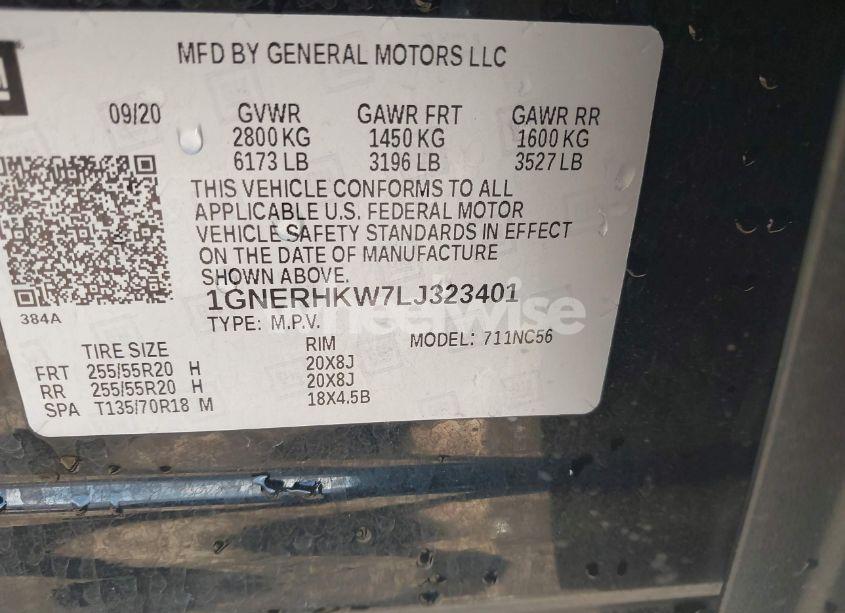 MFD BY GENERAL MOTORS LLC
09/20 GVWR GAWR FRT GAWR RR
2800 KG 1450 KG 1600 KG
6173 LB 3196 LB 3527 LB
THIS VEHICLE CONFORMS TO ALL
APPLICABLE U.S. FEDERAL MOTOR
VEHICLE SAFETY STANDARDS IN EFFECT
ON THE DATE OF MANUFACTURE
SHOWN ABOVE.
1GNERHKW7LJ323401
384A
TYPE: M.P.V. MODEL: 711NC56
TIRE SIZE RIM
FRT 255/55R20 H 20X8J
RR 255/55R20 H 20X8J
SPA T135/70R18 M 18X4.5B